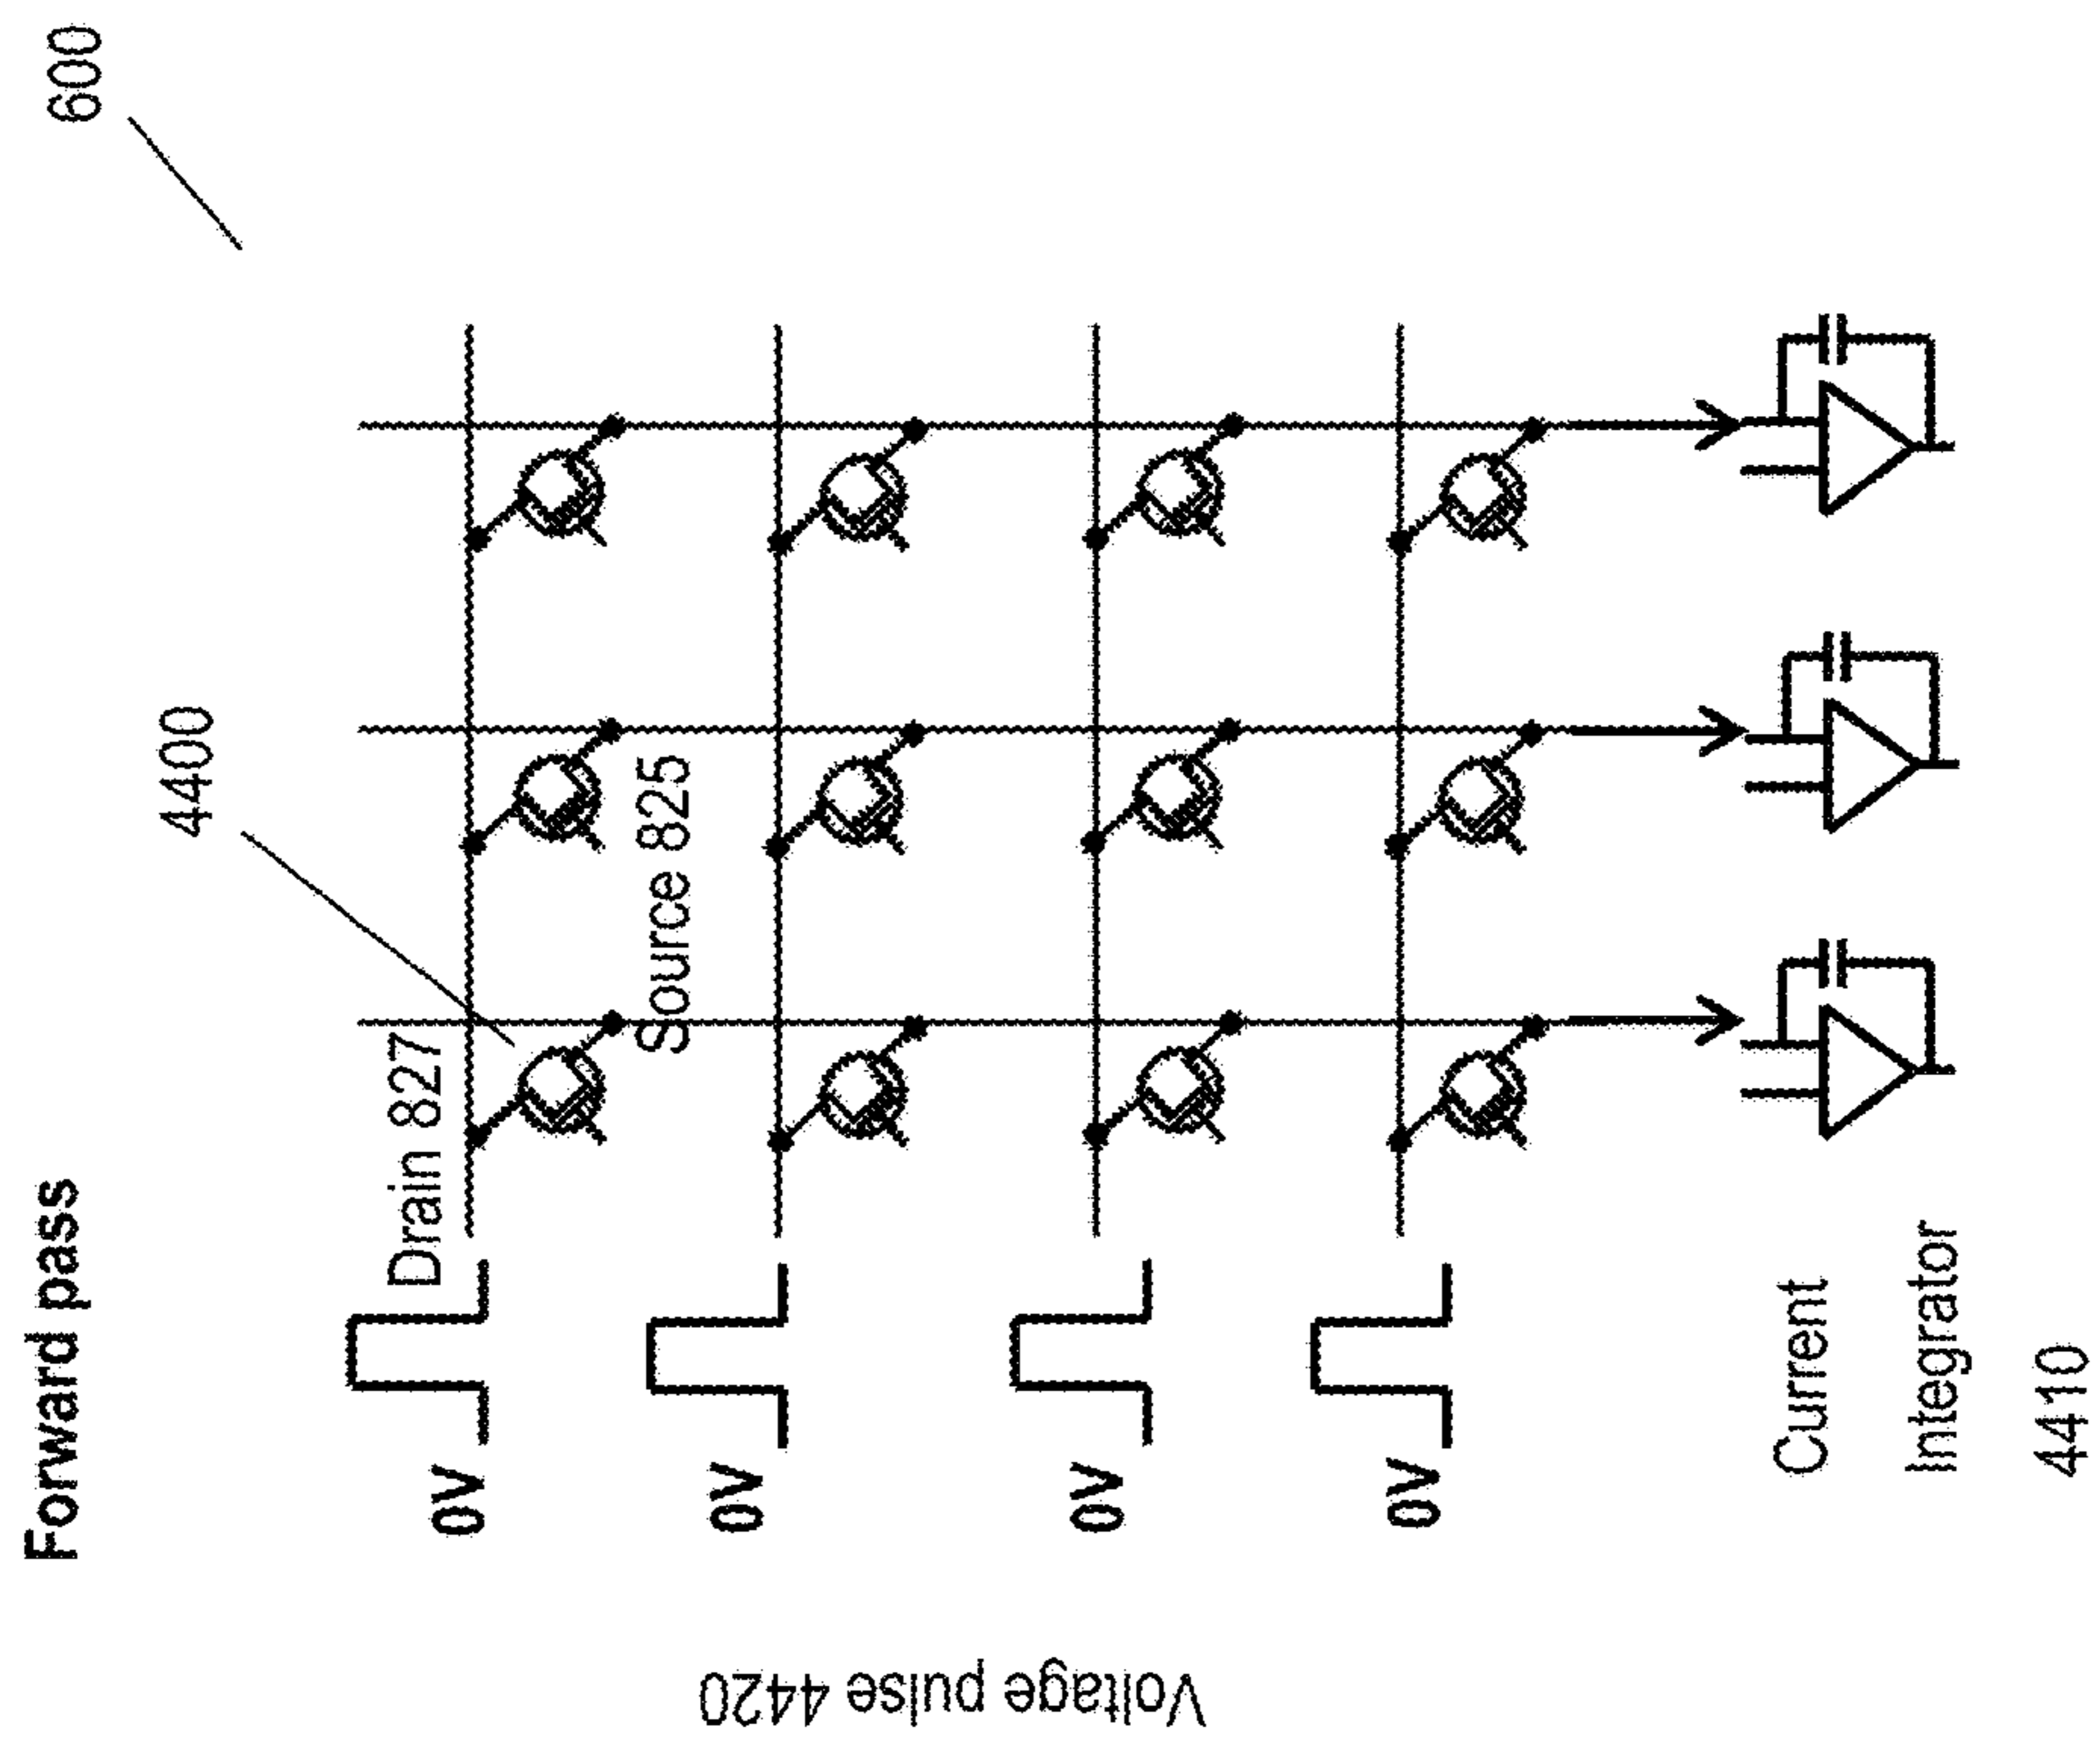 Forward pass
600
4400
Drain 827
Source 825
0V
0V
0V
0V
Voltage pulse 4420
Current
Integrator
4410